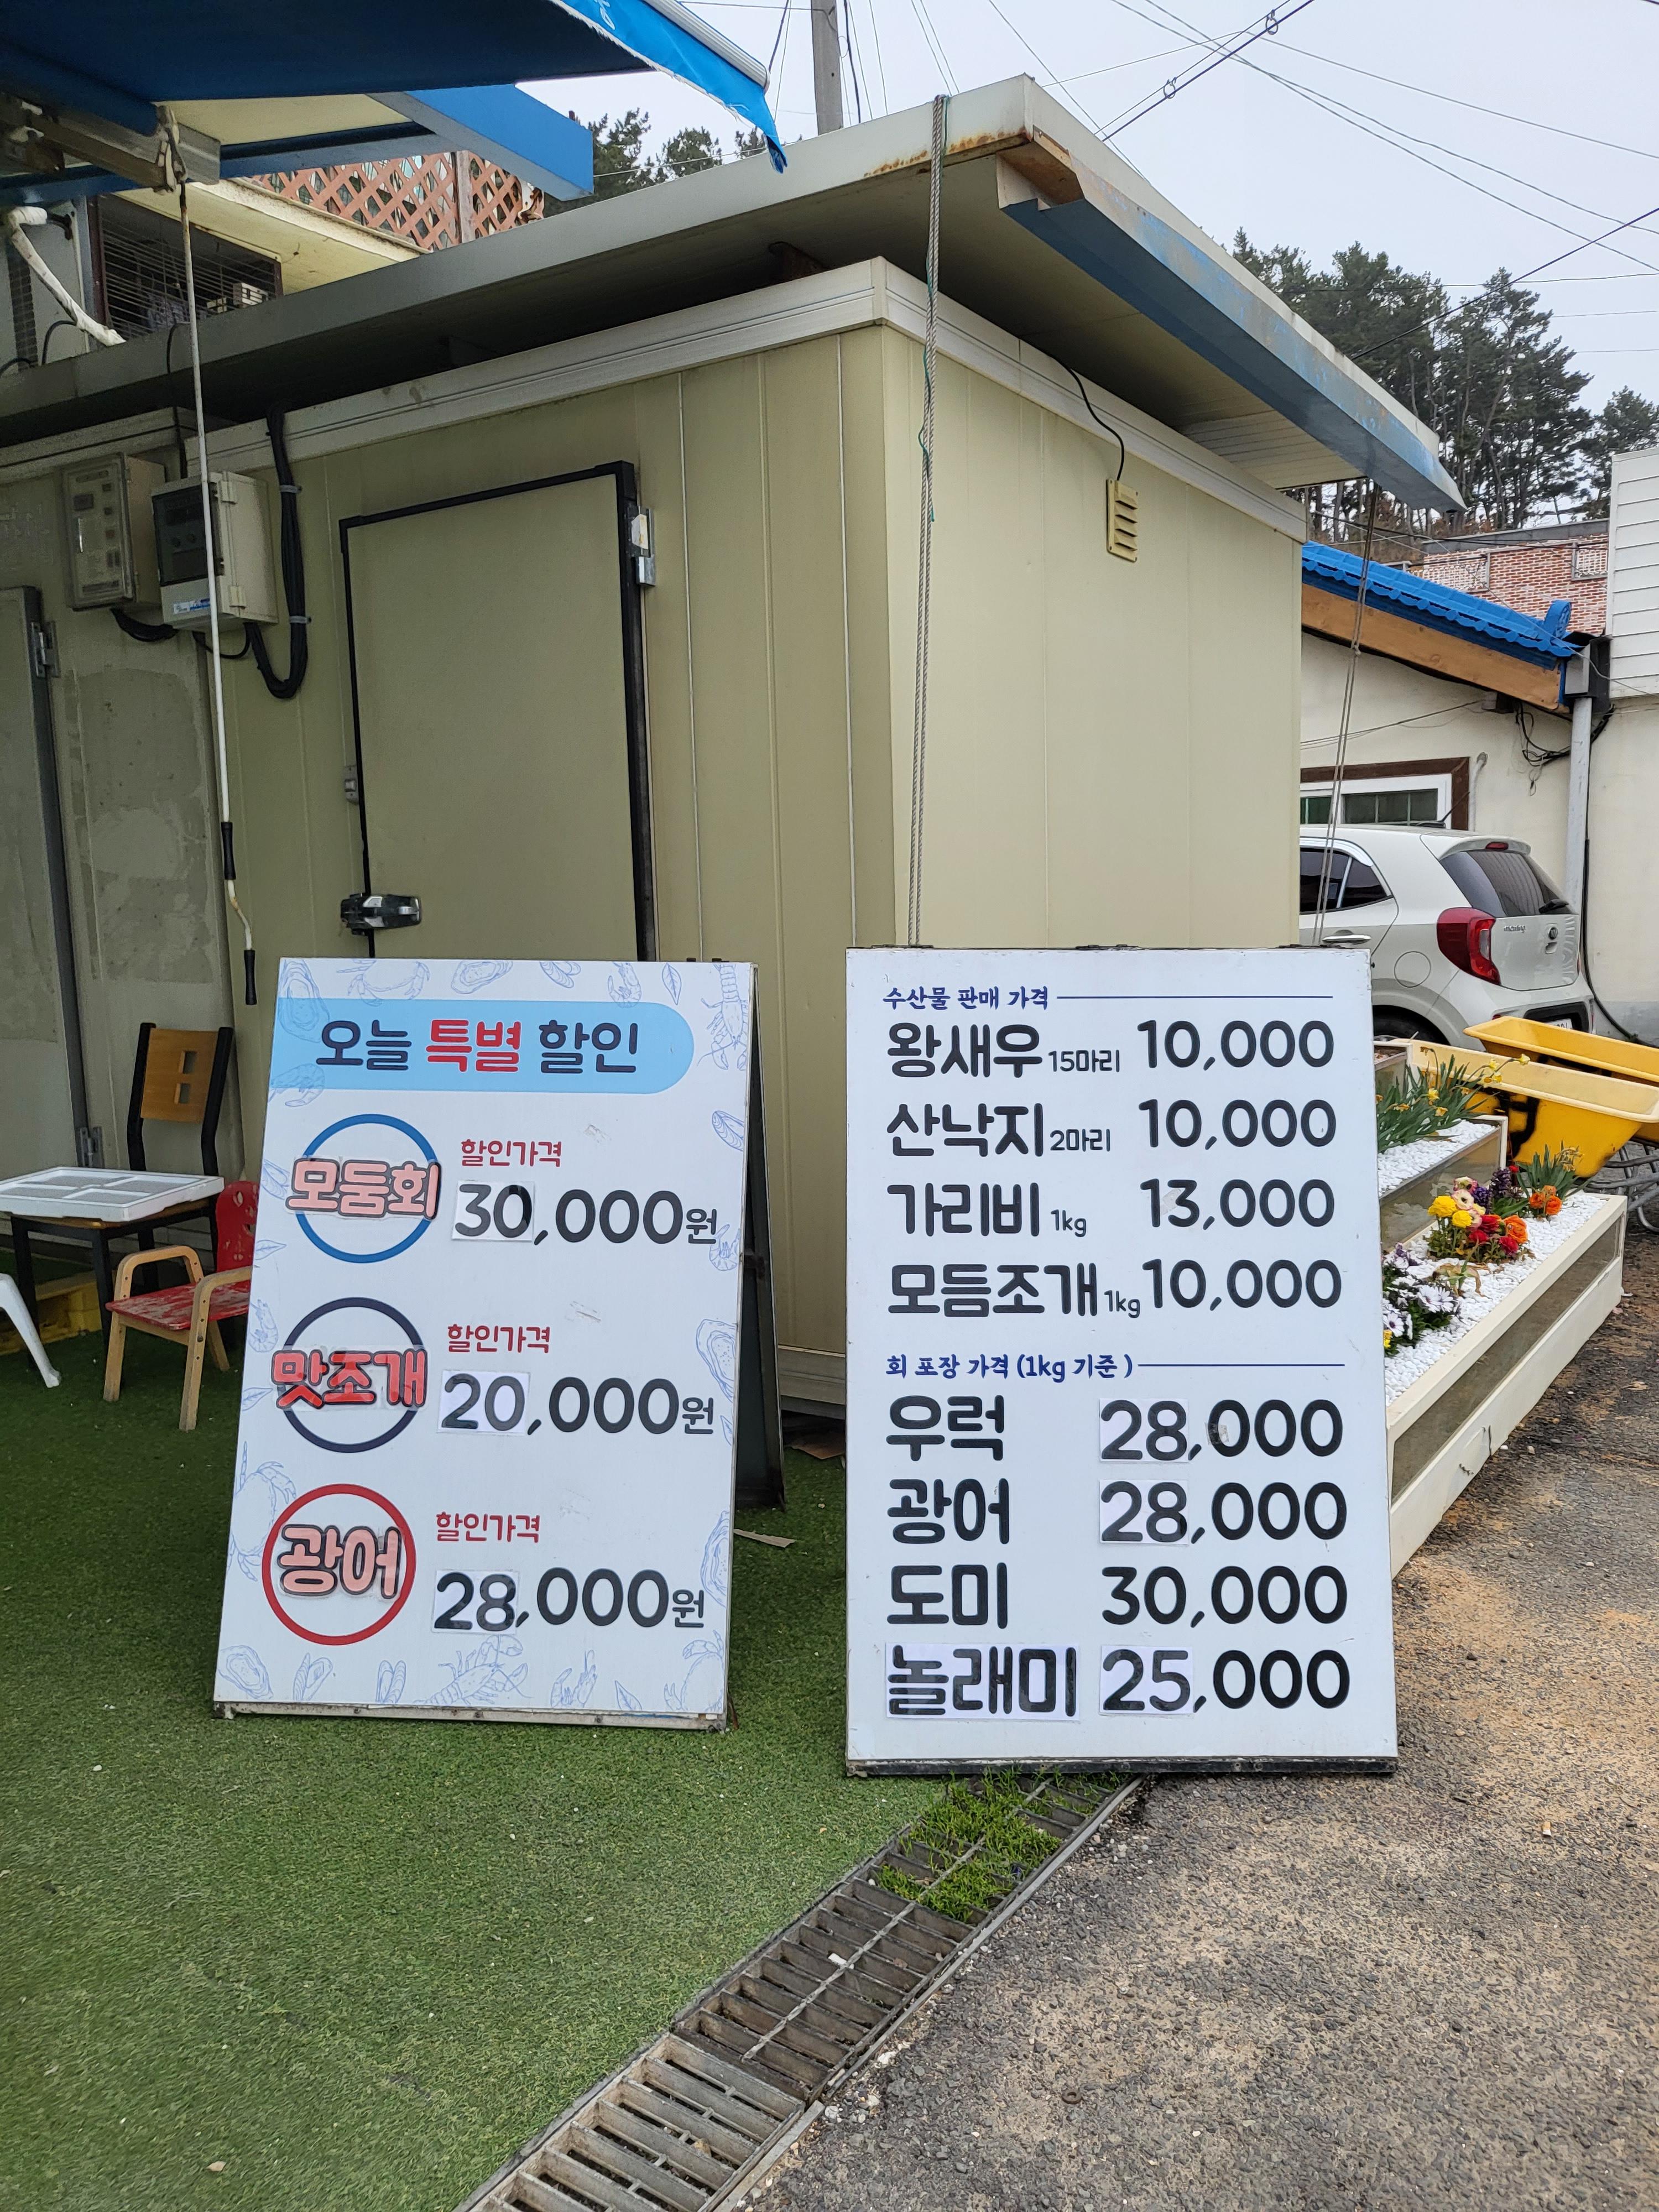 오늘 특별 할인
모둠회
할인가격
30,000원
맛조개
할인가격
20,000원
광어
할인가격
28,000원
수산물 판매 가격
왕새우 15마리 10,000
산낙지 2마리 10,000
가리비 1kg 13,000
모듬조개 1kg 10,000
회 포장 가격 (1kg 기준)
우럭 28,000
광어 28,000
도미 30,000
놀래미 25,000